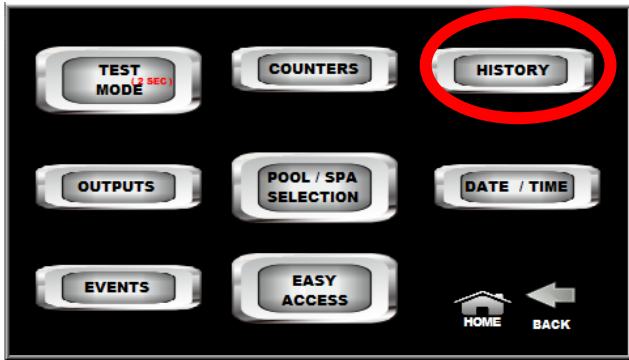 TEST
MODE
( 2 SEC )
COUNTERS
HISTORY
OUTPUTS
POOL / SPA
SELECTION
DATE / TIME
EVENTS
EASY
ACCESS
HOME
BACK